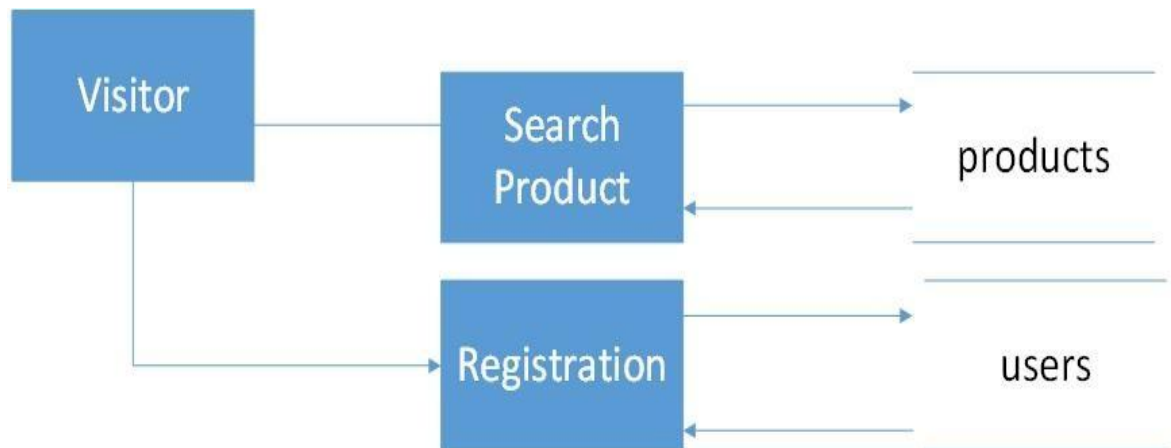 Visitor
Search
Product
products
Registration
users